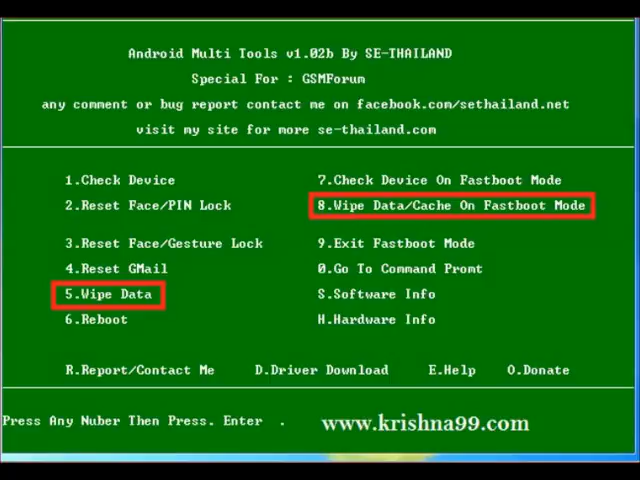 Android Multi Tools v1.02b By SE-THAILAND
Special For : GSMForum
any comment or bug report contact me on facebook.com/sethailand.net
visit my site for more se-thailand.com
1.Check Device
7.Check Device On Fastboot Mode
2.Reset Face/PIN Lock
8.Wipe Data/Cache On Fastboot Mode
3.Reset Face/Gesture Lock
9.Exit Fastboot Mode
4.Reset GMail
0.Go To Command Promt
5.Wipe Data
S.Software Info
6.Reboot
H.Hardware Info
R.Report/Contact Me D.Driver Download E.Help O.Donate
Press Any Nuber Then Press. Enter .
www.krishna99.com